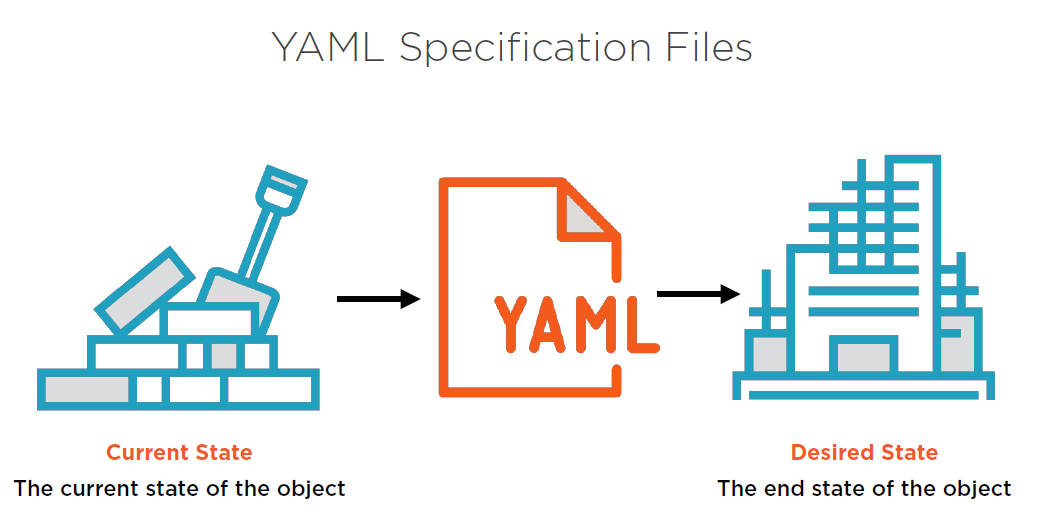 YAML Specification Files
YAML
Current State
The current state of the object
Desired State
The end state of the object